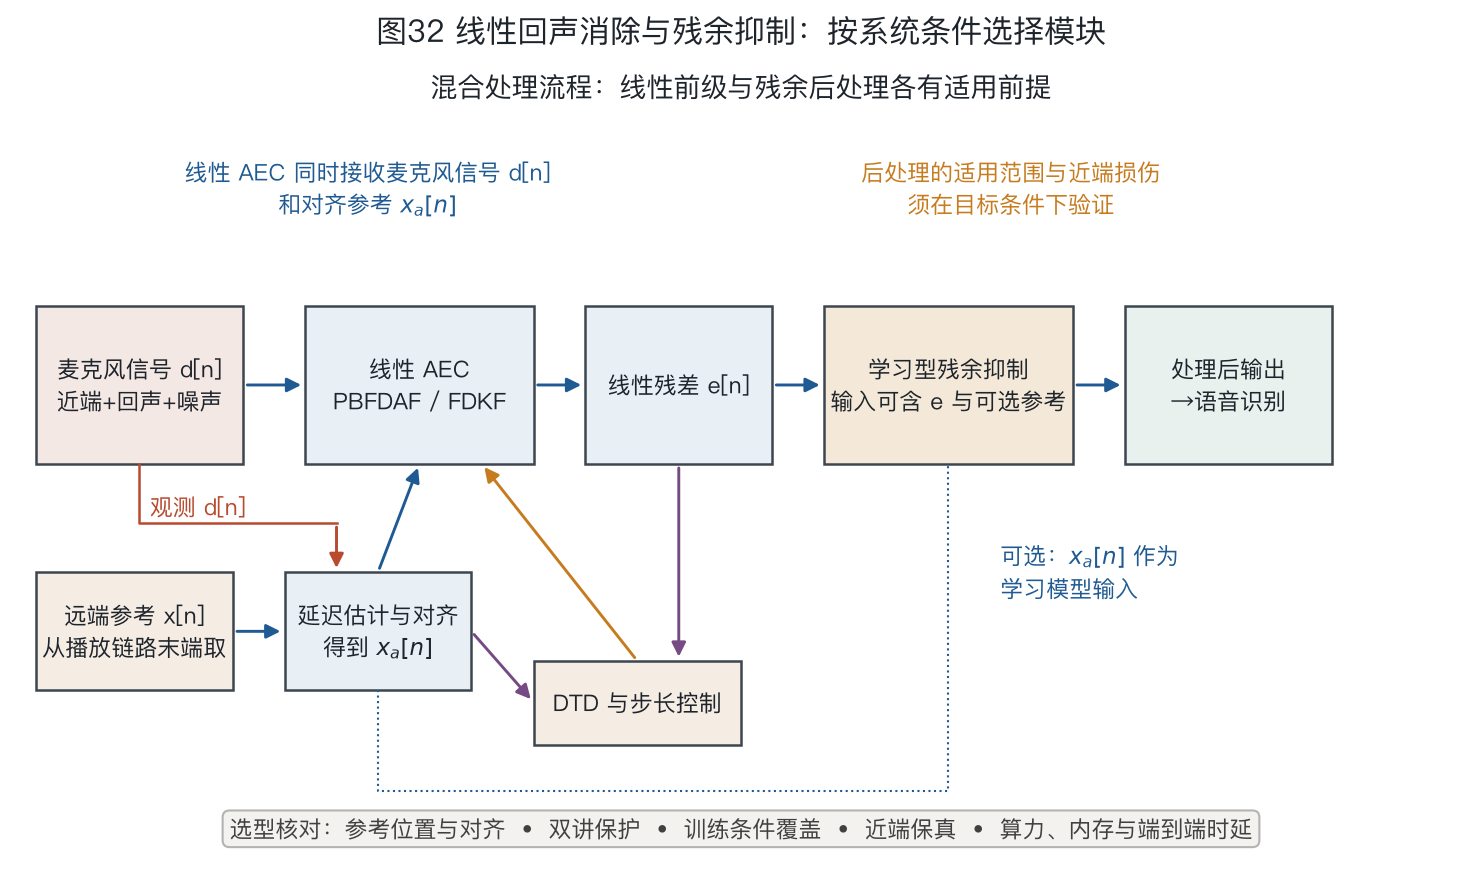 图32 线性回声消除与残余抑制：按系统条件选择模块
混合处理流程：线性前级与残余后处理各有适用前提
线性 AEC 同时接收麦克风信号 d[n]
和对齐参考 xₐ[n]
后处理的适用范围与近端损伤
须在目标条件下验证
麦克风信号 d[n]
近端+回声+噪声
线性 AEC
PBFDAF / FDKF
线性残差 e[n]
学习型残余抑制
输入可含 e 与可选参考
处理后输出
→语音识别
观测 d[n]
远端参考 x[n]
从播放链路末端取
延迟估计与对齐
得到 xₐ[n]
可选：xₐ[n] 作为
学习模型输入
DTD 与步长控制
选型核对：参考位置与对齐 • 双讲保护 • 训练条件覆盖 • 近端保真 • 算力、内存与端到端时延